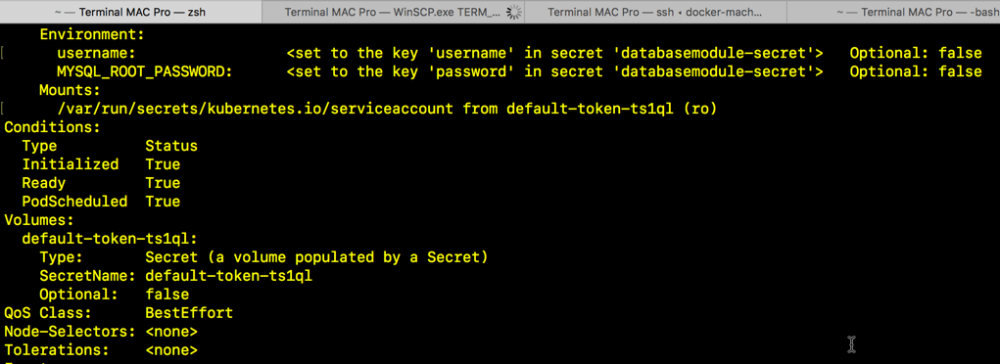 ~ — Terminal MAC Pro — zsh
Terminal MAC Pro — WinSCP.exe TERM_...
Terminal MAC Pro — ssh ‹ docker-mach...
~ — Terminal MAC Pro — -bash
Environment:
username: <set to the key 'username' in secret 'databasemodule-secret'> Optional: false
MYSQL_ROOT_PASSWORD: <set to the key 'password' in secret 'databasemodule-secret'> Optional: false
Mounts:
/var/run/secrets/kubernetes.io/serviceaccount from default-token-ts1ql (ro)
Conditions:
Type Status
Initialized True
Ready True
PodScheduled True
Volumes:
default-token-ts1ql:
Type: Secret (a volume populated by a Secret)
SecretName: default-token-ts1ql
Optional: false
QoS Class: BestEffort
Node-Selectors: <none>
Tolerations: <none>